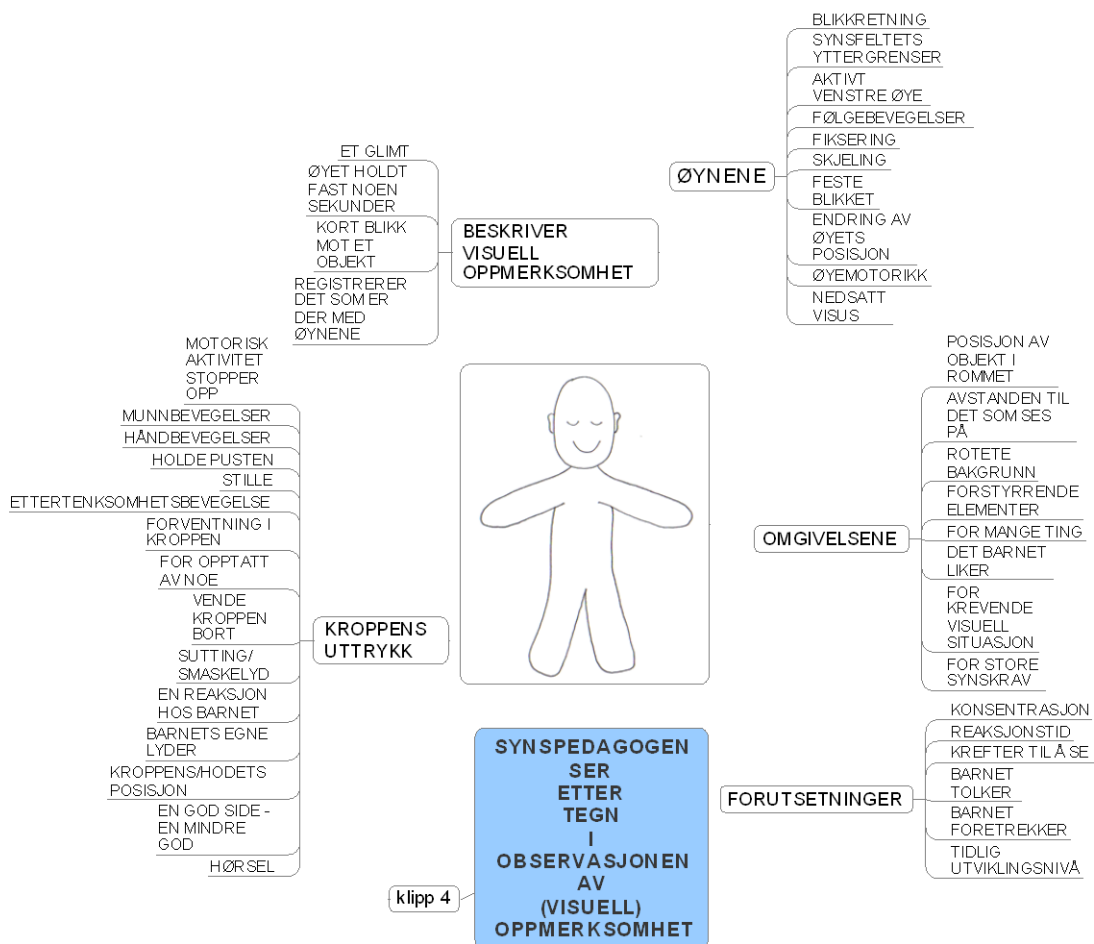 BLIKKRETNING
SYNSFELTETS
YTTERGRENSER
AKTIVT
VENSTRE ØYE
FØLGEBEVEGELSER
FIKSERING
SKJELING
FESTE
BLIKKET
ENDRING AV
ØYETS
POSISJON
ØYEMOTORIKK
NEDSATT
VISUS
ØYNENE
ET GLIMT
ØYET HOLDT
FAST NOEN
SEKUNDER
KORT BLIKK
MOT ET
OBJEKT
REGISTRERER
DET SOM ER
DER MED
ØYNENE
BESKRIVER
VISUELL
OPPMERKSOMHET
MOTORISK
AKTIVITET
STOPPER
OPP
MUNNBEVEGELSER
HÅNDBEVEGELSER
HOLDE PUSTEN
STILLE
ETTERTENKSOMHETSBEVEGELSE
FORVENTNING I
KROPPEN
FOR OPPTATT
AV NOE
VENDE
KROPPEN
BORT
SUTTING/
SMASKELYD
EN REAKSJON
HOS BARNET
BARNETS EGNE
LYDER
KROPPENS/HODETS
POSISJON
EN GOD SIDE -
EN MINDRE
GOD
HØRSEL
KROPPENS
UTTRYKK
POSISJON AV
OBJEKT I
ROMMET
AVSTANDEN TIL
DET SOM SES
PÅ
ROTETE
BAKGRUNN
FORSTYRRENDE
ELEMENTER
FOR MANGE TING
DET BARNET
LIKER
FOR
KREVENDE
VISUELL
SITUASJON
FOR STORE
SYNSKRAV
OMGIVELSENE
KONSENTRASJON
REAKSJONSTID
KREFTER TIL Å SE
BARNET
TOLKER
BARNET
FORETREKKER
TIDLIG
UTVIKLINGSNIVÅ
FORUTSETNINGER
SYNSPEDAGOGEN
SER
ETTER
TEGN
I
OBSERVASJONEN
AV
(VISUELL)
OPPMERKSOMHET
klipp 4